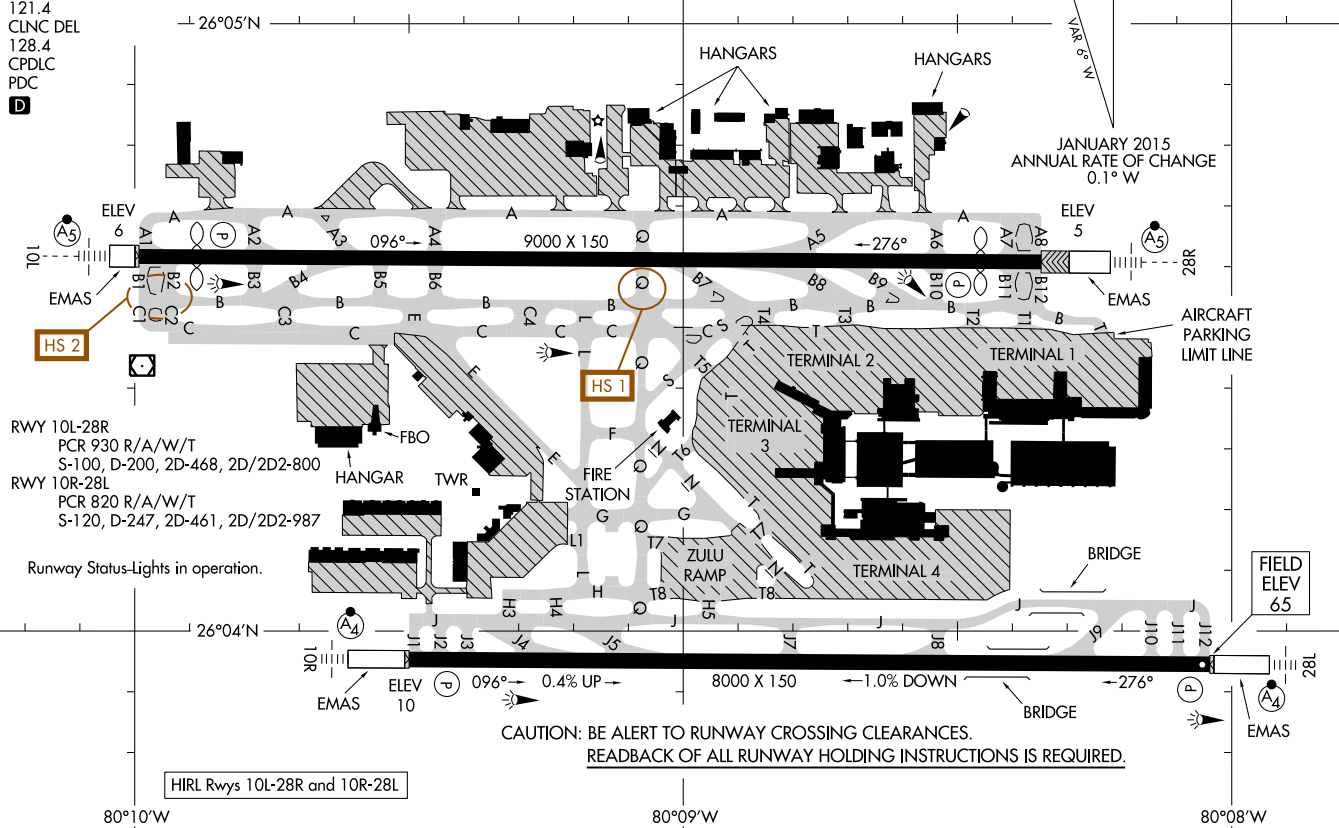 121.4
CLNC DEL
128.4
CPDLC
PDC
D
26°05'N
VAR 6° W
JANUARY 2015
ANNUAL RATE OF CHANGE
0.1° W
HANGARS
HANGARS
A5
ELEV
6
10L
EMAS
A A A A A
A1 P A2 A3 A4 Q A5 A6 A7 A8
096°
9000 X 150
276°
ELEV
5
A5
28R
EMAS
B1 B2 B3 B4 B5 B6 Q B7 B8 B9 B10 P B11 B12
C1 C2 B C3 B E B C4 L B B B B
C C C C C S T4 T T3 T2 T1 T
HS 2
HS 1
AIRCRAFT
PARKING
LIMIT LINE
TERMINAL 2
TERMINAL 1
L Q S T5 T
E T
RWY 10L-28R
PCR 930 R/A/W/T
S-100, D-200, 2D-468, 2D/2D2-800
RWY 10R-28L
PCR 820 R/A/W/T
S-120, D-247, 2D-461, 2D/2D2-987
FBO
HANGAR
TWR
F
E
Q N T6 N
FIRE
STATION
TERMINAL
3
Runway Status Lights in operation.
G Q G T T
L1 T7 N
ZULU
RAMP
T
TERMINAL 4
BRIDGE
FIELD
ELEV
65
L H T8 T8
H3 H4 Q H5
26°04'N
A4
10R
J J J J
J1 J2 J3 J4 J5 J7 J8 J9 J10 J11 J12
EMAS
ELEV
10
P
096°
0.4% UP
8000 X 150
1.0% DOWN
276°
P
A4
28L
EMAS
BRIDGE
CAUTION: BE ALERT TO RUNWAY CROSSING CLEARANCES.
READBACK OF ALL RUNWAY HOLDING INSTRUCTIONS IS REQUIRED.
HIRL Rwys 10L-28R and 10R-28L
80°10'W
80°09'W
80°08'W